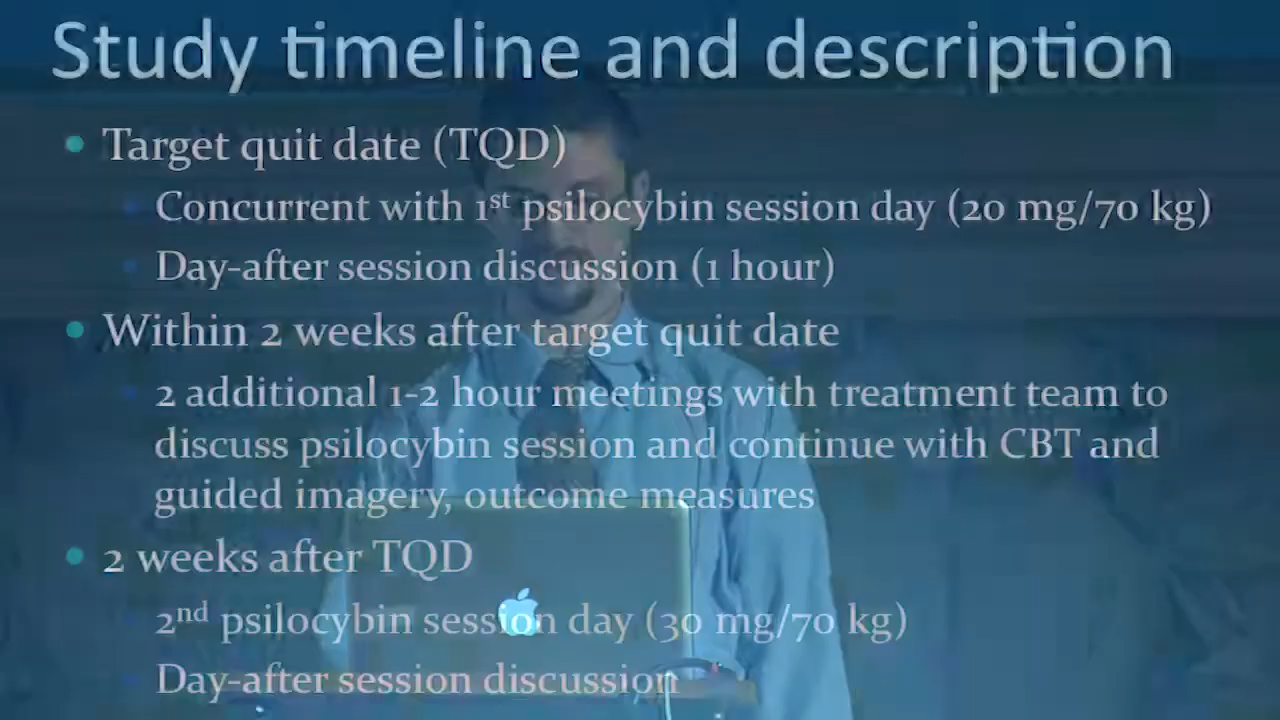 Study timeline and description
• Target quit date (TQD)
Concurrent with 1st psilocybin session day (20 mg/70 kg)
Day-after session discussion (1 hour)
• Within 2 weeks after target quit date
2 additional 1-2 hour meetings with treatment team to
discuss psilocybin session and continue with CBT and
guided imagery, outcome measures
• 2 weeks after TQD
2nd psilocybin session day (30 mg/70 kg)
Day-after session discussion